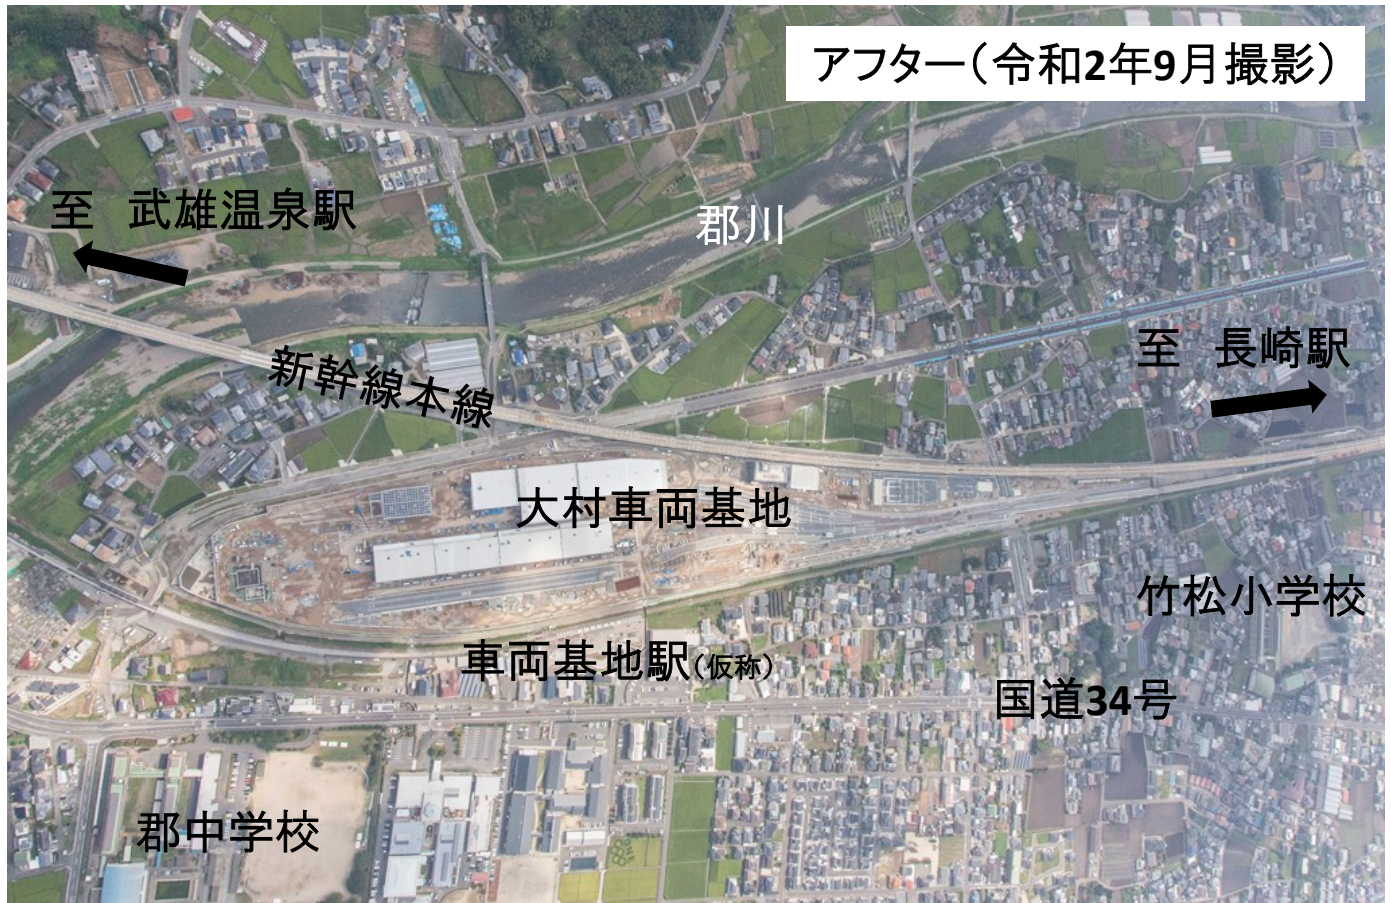 アフター（令和2年9月撮影）
至　武雄温泉駅
郡川
至　長崎駅
新幹線本線
大村車両基地
竹松小学校
車両基地駅(仮称)
国道34号
郡中学校